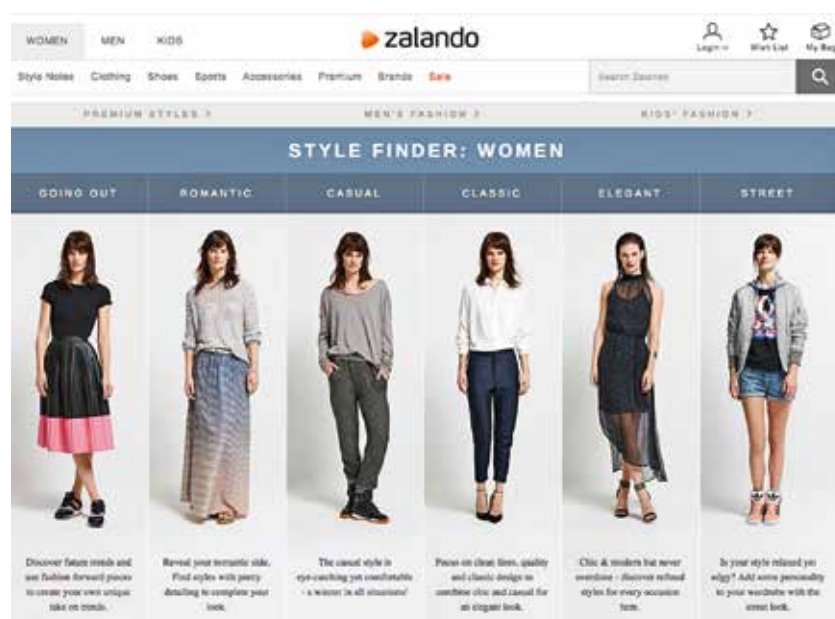 WOMEN MEN KIDS
zalando
Login Wish List My Bag
Style Notes Clothing Shoes Sports Accessories Premium Brands Sale
Search Zalando
PREMIUM STYLES > MEN'S FASHION > KIDS' FASHION >
STYLE FINDER: WOMEN
GOING OUT ROMANTIC CASUAL CLASSIC ELEGANT STREET
Discover future trends and
use fashion forward pieces
to create your own unique
take on trends.
Reveal your romantic side.
Find styles with pretty
detailing to complete your
look.
The casual style is
eye-catching yet comfortable
- a winner in all situations!
Focus on clean lines, quality
and classic design to
combine chic and casual for
an elegant look.
Chic & modern but never
overdone - discover refined
styles for every occasion
here.
Is your style relaxed yet
edgy? Add some personality
to your wardrobe with the
street look.